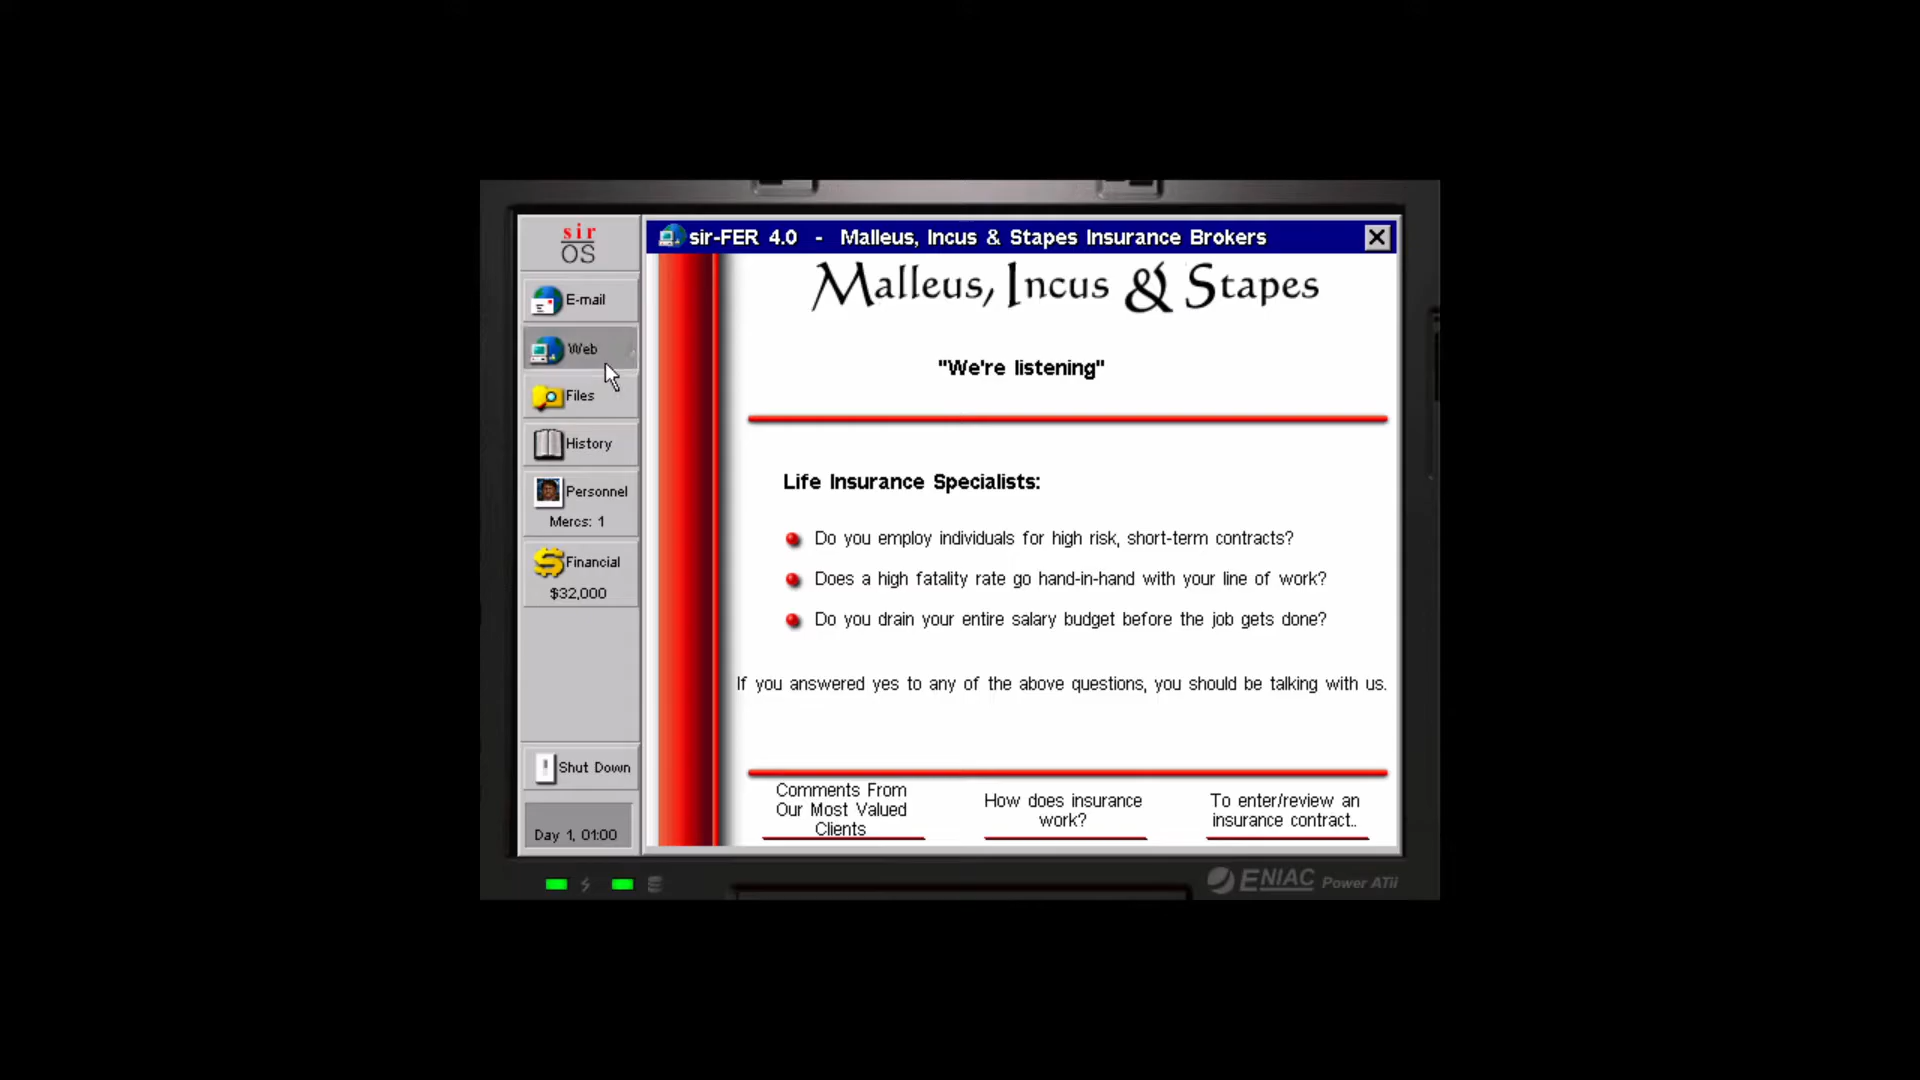 sir
OS
E-mail
Web
Files
History
Personnel
Mercs: 1
Financial
$32,000
Shut Down
Day 1, 01:00
sir-FER 4.0 - Malleus, Incus & Stapes Insurance Brokers
Malleus, Incus & Stapes
"We're listening"
Life Insurance Specialists:
Do you employ individuals for high risk, short-term contracts?
Does a high fatality rate go hand-in-hand with your line of work?
Do you drain your entire salary budget before the job gets done?
If you answered yes to any of the above questions, you should be talking with us.
Comments From
Our Most Valued
Clients
How does insurance
work?
To enter/review an
insurance contract..
ENIAC Power ATii